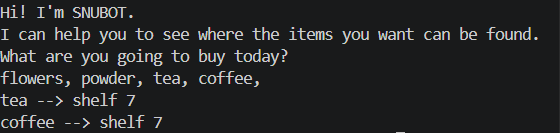 Hi! I'm SNUBOT.
I can help you to see where the items you want can be found.
What are you going to buy today?
flowers, powder, tea, coffee,
tea --> shelf 7
coffee --> shelf 7